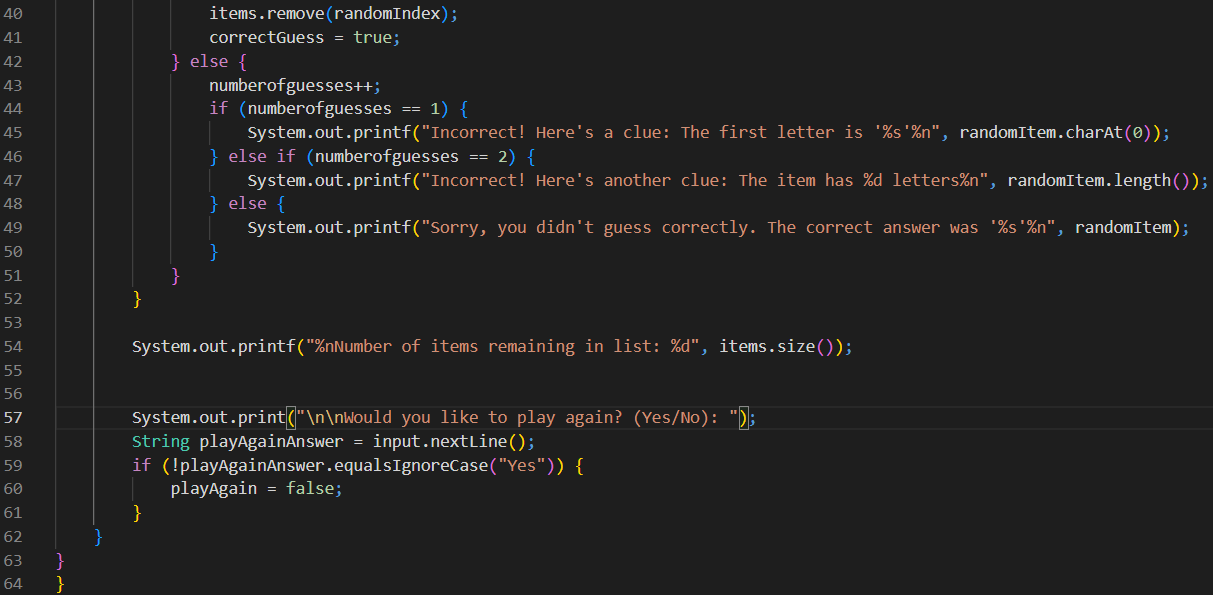 40 items.remove(randomIndex);
41 correctGuess = true;
42 } else {
43 numberofguesses++;
44 if (numberofguesses == 1) {
45 System.out.printf("Incorrect! Here's a clue: The first letter is '%s'%n", randomItem.charAt(0));
46 } else if (numberofguesses == 2) {
47 System.out.printf("Incorrect! Here's another clue: The item has %d letters%n", randomItem.length());
48 } else {
49 System.out.printf("Sorry, you didn't guess correctly. The correct answer was '%s'%n", randomItem);
50 }
51 }
52 }
53
54 System.out.printf("%nNumber of items remaining in list: %d", items.size());
55
56
57 System.out.print("\n\nWould you like to play again? (Yes/No): ");
58 String playAgainAnswer = input.nextLine();
59 if (!playAgainAnswer.equalsIgnoreCase("Yes")) {
60 playAgain = false;
61 }
62 }
63 }
64 }